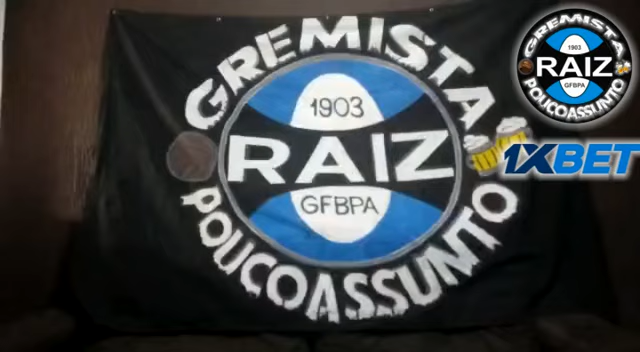 GREMISTA
1903
RAIZ
GFBPA
POUCOASSUNTO
GREMISTA
1903
RAIZ
GFBPA
POUCOASSUNTO
1XBET